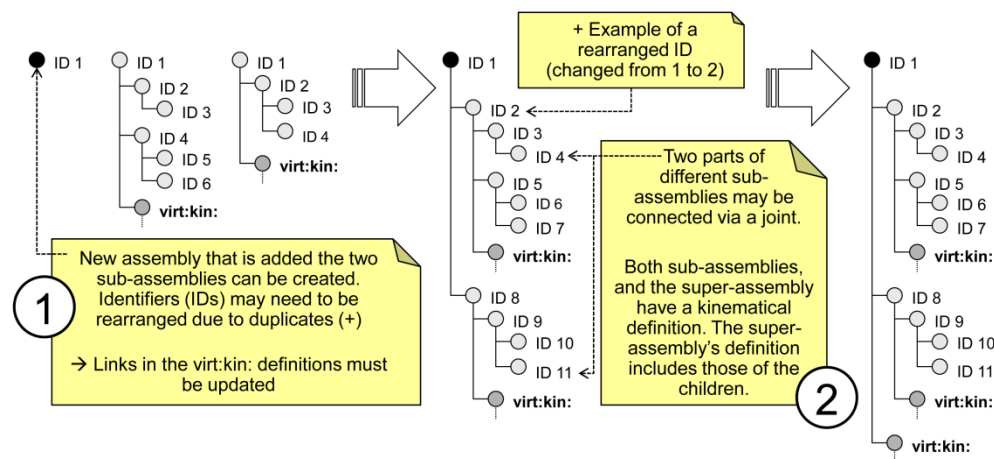 ID 1
ID 1
ID 2
ID 3
ID 4
ID 5
ID 6
virt:kin:
ID 1
ID 2
ID 3
ID 4
virt:kin:
New assembly that is added the two
sub-assemblies can be created.
Identifiers (IDs) may need to be
rearranged due to duplicates (+)
→ Links in the virt:kin: definitions must
be updated
1
ID 1
ID 2
ID 3
ID 4
ID 5
ID 6
ID 7
virt:kin:
ID 8
ID 9
ID 10
ID 11
virt:kin:
+ Example of a
rearranged ID
(changed from 1 to 2)
Two parts of
different sub-
assemblies may be
connected via a joint.
Both sub-assemblies,
and the super-assembly
have a kinematical
definition. The super-
assembly's definition
includes those of the
children.
2
ID 1
ID 2
ID 3
ID 4
ID 5
ID 6
ID 7
virt:kin:
ID 8
ID 9
ID 10
ID 11
virt:kin:
virt:kin: